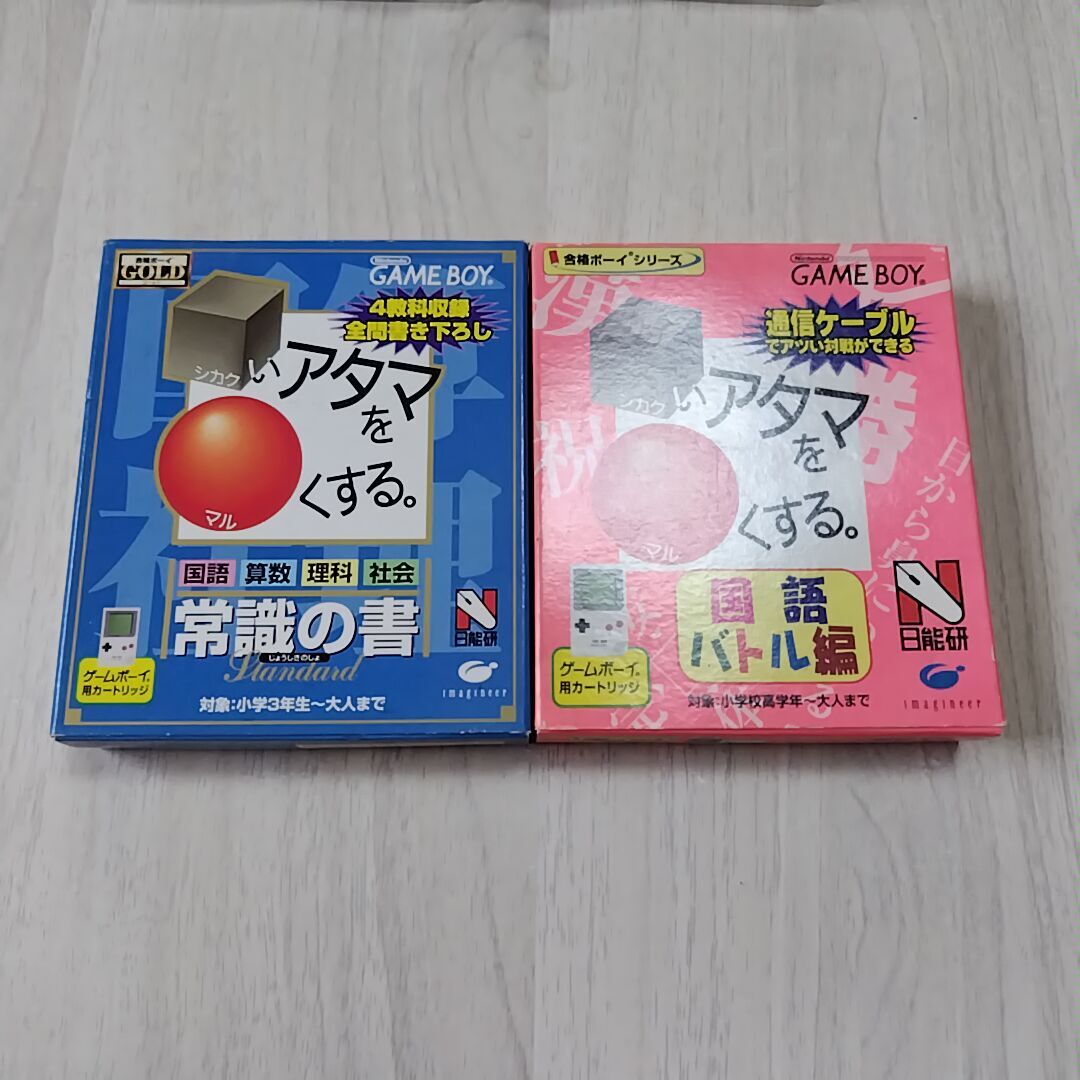 合格ボーイ
GOLD
Nintendo
GAME BOY®
4教科収録
全問書き下ろし
シカク
いアタマ
を
マル
くする。
国語 算数 理科 社会
常識の書
じょうしきのしょ
Standard
ゲームボーイ®
用カートリッジ
対象:小学3年生〜大人まで
N
日能研
imagineer
合格ボーイ®シリーズ
Nintendo
GAME BOY®
通信ケーブル
でアツい対戦ができる
シカク
いアタマ
を
マル
くする。
国語
バトル編
ゲームボーイ®
用カートリッジ
対象:小学校高学年〜大人まで
N
日能研
imagineer